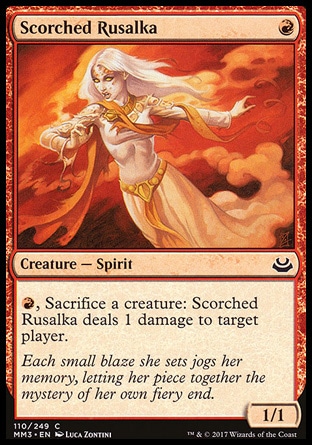 Scorched Rusalka
Creature — Spirit
, Sacrifice a creature: Scorched
Rusalka deals 1 damage to target
player.
Each small blaze she sets jogs her
memory, letting her piece together the
mystery of her own fiery end.
1/1
110/249 C
MM3 • EN Luca Zontini
™ & © 2017 Wizards of the Coast